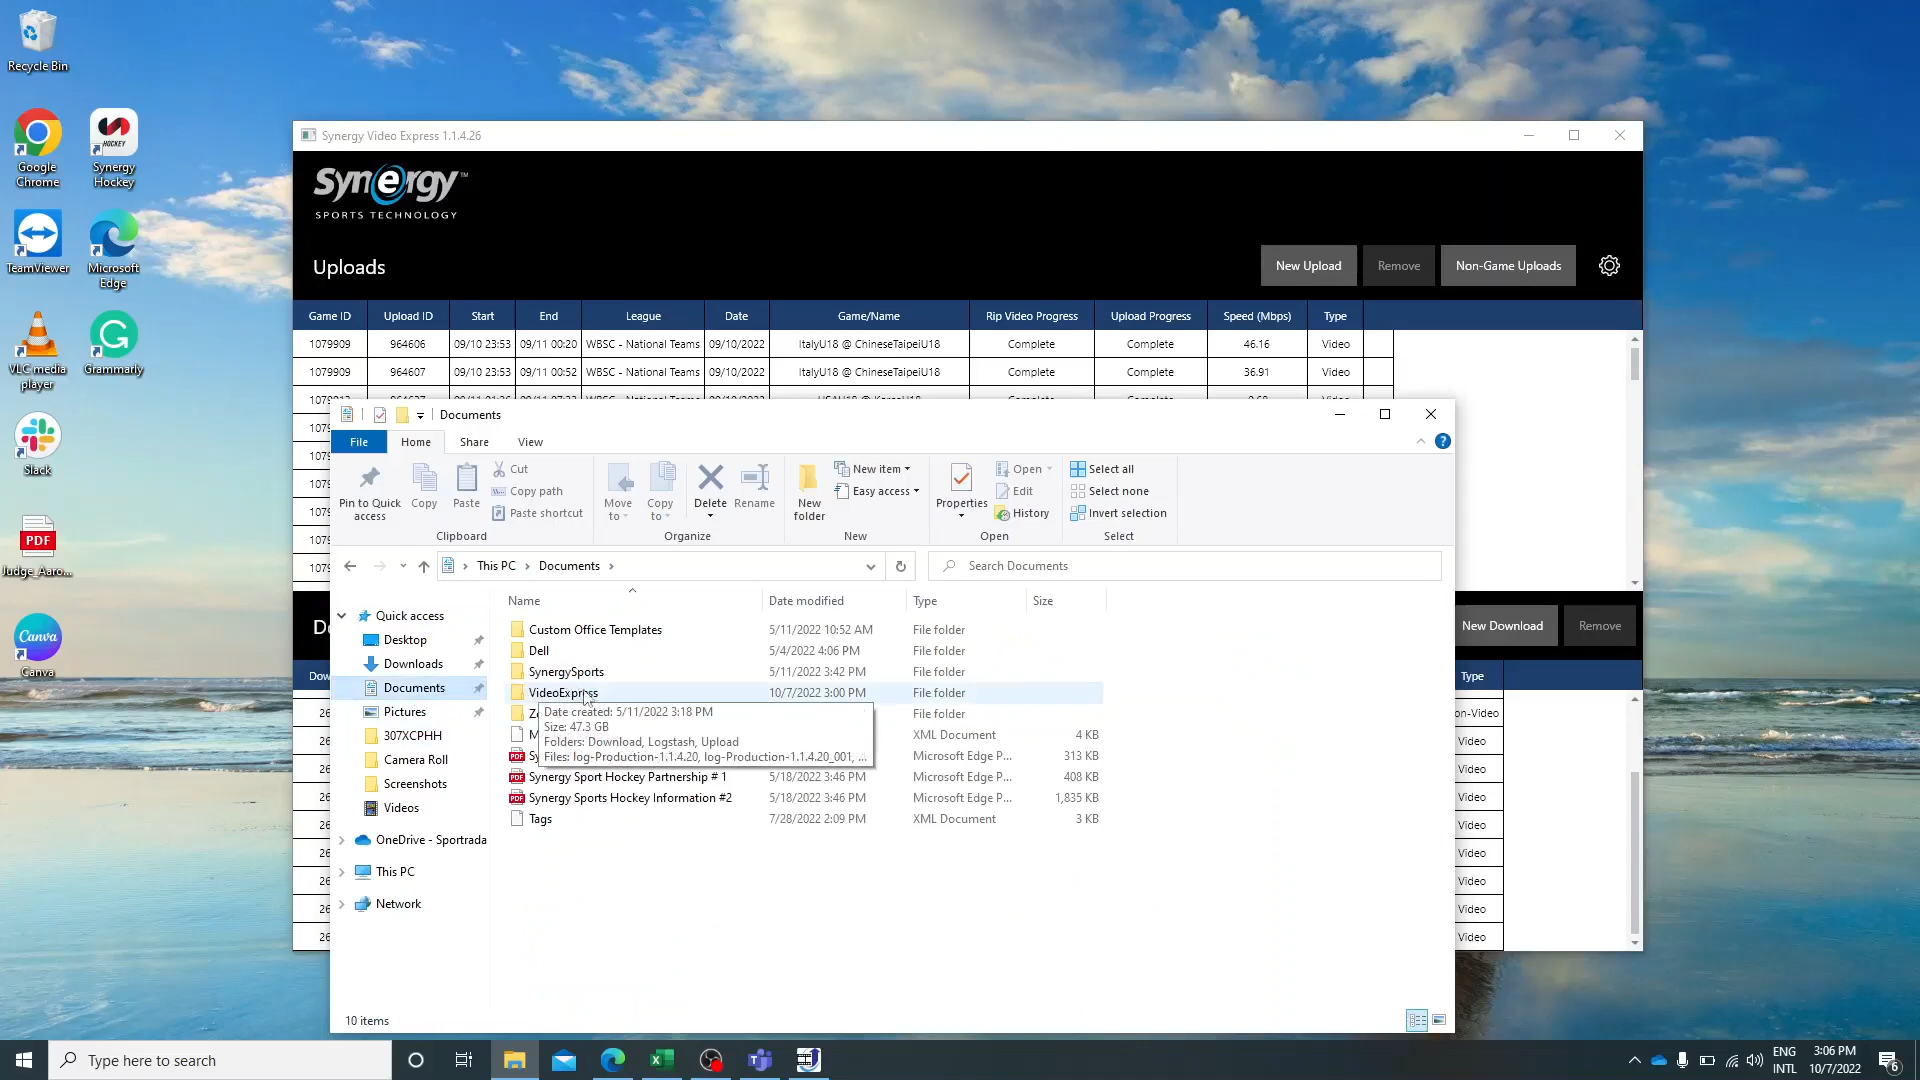 Recycle Bin
Google
Chrome
Synergy
Hockey
TeamViewer
Microsoft
Edge
VLC media
player
Grammarly
Slack
PDF
Judge_Aaro...
Canva
Canva
HOCKEY
Synergy Video Express 1.1.4.26
Synergy™
SPORTS TECHNOLOGY
Uploads
New Upload
Remove
Non-Game Uploads
Game ID Upload ID Start End League Date Game/Name Rip Video Progress Upload Progress Speed (Mbps) Type
1079909 964606 09/10 23:53 09/11 00:20 WBSC - National Teams 09/10/2022 ItalyU18 @ ChineseTaipeiU18 Complete Complete 46.16 Video
1079909 964607 09/10 23:53 09/11 00:52 WBSC - National Teams 09/10/2022 ItalyU18 @ ChineseTaipeiU18 Complete Complete 36.91 Video
Documents
File Home Share View
Pin to Quick
access
Copy
Paste
Cut
Copy path
Paste shortcut
Clipboard
Move
to
Copy
to
Delete
Rename
Organize
New
folder
New item
Easy access
New
Properties
Open
Edit
History
Open
Select all
Select none
Invert selection
Select
This PC > Documents >
Search Documents
Quick access
Desktop
Downloads
Documents
Pictures
307XCPHH
Camera Roll
Screenshots
Videos
OneDrive - Sportrada
This PC
Network
Name Date modified Type Size
Custom Office Templates 5/11/2022 10:52 AM File folder
Dell 5/4/2022 4:06 PM File folder
SynergySports 5/11/2022 3:42 PM File folder
VideoExpress 10/7/2022 3:00 PM File folder
File folder
XML Document 4 KB
Microsoft Edge P... 313 KB
Synergy Sport Hockey Partnership # 1 5/18/2022 3:46 PM Microsoft Edge P... 408 KB
Synergy Sports Hockey Information #2 5/18/2022 3:46 PM Microsoft Edge P... 1,835 KB
Tags 7/28/2022 2:09 PM XML Document 3 KB
Date created: 5/11/2022 3:18 PM
Size: 47.3 GB
Folders: Download, Logstash, Upload
Files: log-Production-1.1.4.20, log-Production-1.1.4.20_001, ...
10 items
New Download
Remove
Type
on-Video
Video
Video
Video
Video
Video
Video
Video
Video
Type here to search
ENG
INTL
3:06 PM
10/7/2022
6